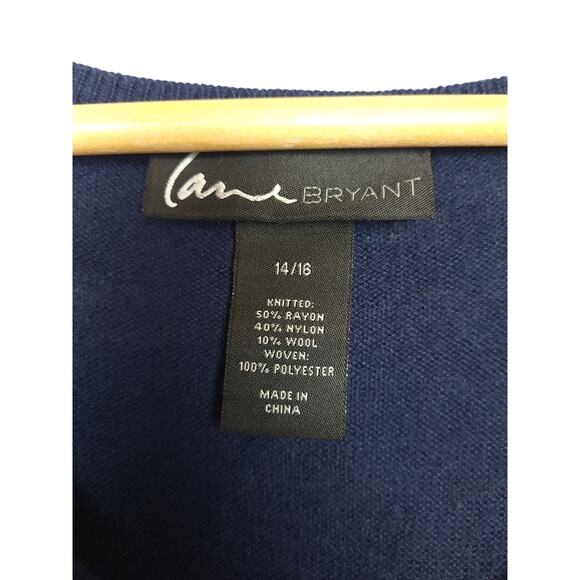 Lane BRYANT
14/16
KNITTED:
50% RAYON
40% NYLON
10% WOOL
WOVEN:
100% POLYESTER
MADE IN
CHINA